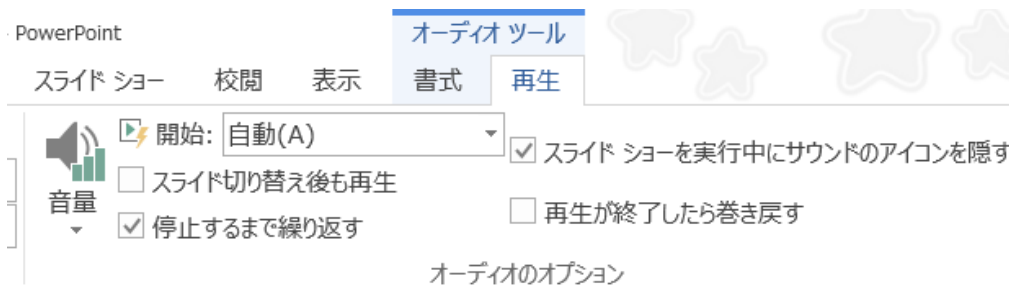 PowerPoint
オーディオ ツール
スライド ショー 校閲 表示 書式 再生
音量
開始: 自動(A)
スライド切り替え後も再生
停止するまで繰り返す
スライド ショーを実行中にサウンドのアイコンを隠す
再生が終了したら巻き戻す
オーディオのオプション